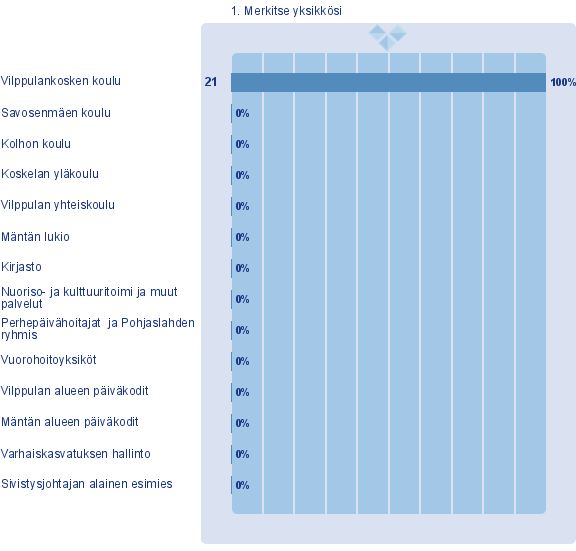 1. Merkitse yksikkösi
Vilppulankosken koulu 21 100%
Savosenmäen koulu 0%
Kolhon koulu 0%
Koskelan yläkoulu 0%
Vilppulan yhteiskoulu 0%
Mäntän lukio 0%
Kirjasto 0%
Nuoriso- ja kulttuuritoimi ja muut
palvelut 0%
Perhepäivähoitajat ja Pohjaslahden
ryhmis 0%
Vuorohoitoyksiköt 0%
Vilppulan alueen päiväkodit 0%
Mäntän alueen päiväkodit 0%
Varhaiskasvatuksen hallinto 0%
Sivistysjohtajan alainen esimies 0%